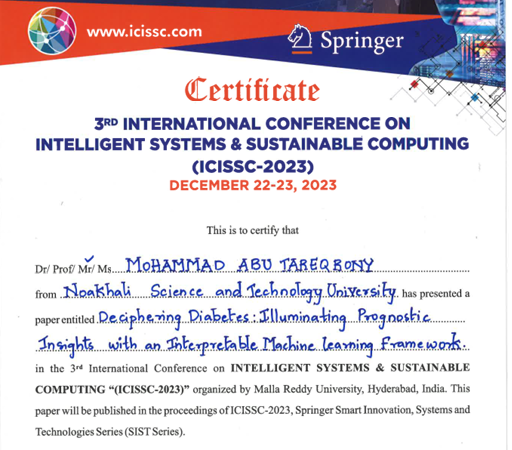 www.icissc.com
Springer
Certificate
3RD INTERNATIONAL CONFERENCE ON
INTELLIGENT SYSTEMS & SUSTAINABLE COMPUTING
(ICISSC-2023)
DECEMBER 22-23, 2023
This is to certify that
Dr/ Prof/ Mr/ Ms. MOHAMMAD ABU TAREQ RONY
from Noakhali Science and Technology University has presented a
paper entitled Deciphering Diabetes: Illuminating Prognostic
Insights with an Interpretable Machine Learning Framework.
in the 3rd International Conference on INTELLIGENT SYSTEMS & SUSTAINABLE
COMPUTING “(ICISSC-2023)” organized by Malla Reddy University, Hyderabad, India. This
paper will be published in the proceedings of ICISSC-2023, Springer Smart Innovation, Systems and
Technologies Series (SIST Series).